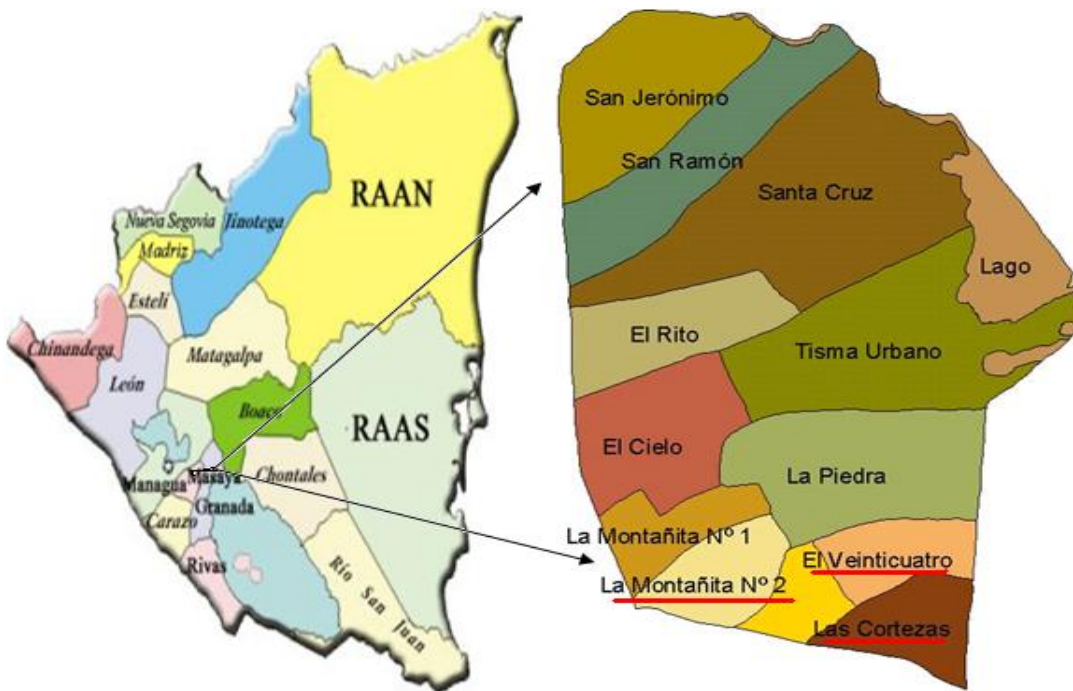 RAAN
Nueva Segovia
Jinotega
Madriz
Estelí
Chinandega
Matagalpa
León
Boaco
RAAS
Managua
Masaya
Chontales
Granada
Carazo
Rivas
Río San Juan
San Jerónimo
San Ramón
Santa Cruz
Lago
El Rito
Tisma Urbano
El Cielo
La Piedra
La Montañita Nº 1
El Veinticuatro
La Montañita Nº 2
Las Cortezas